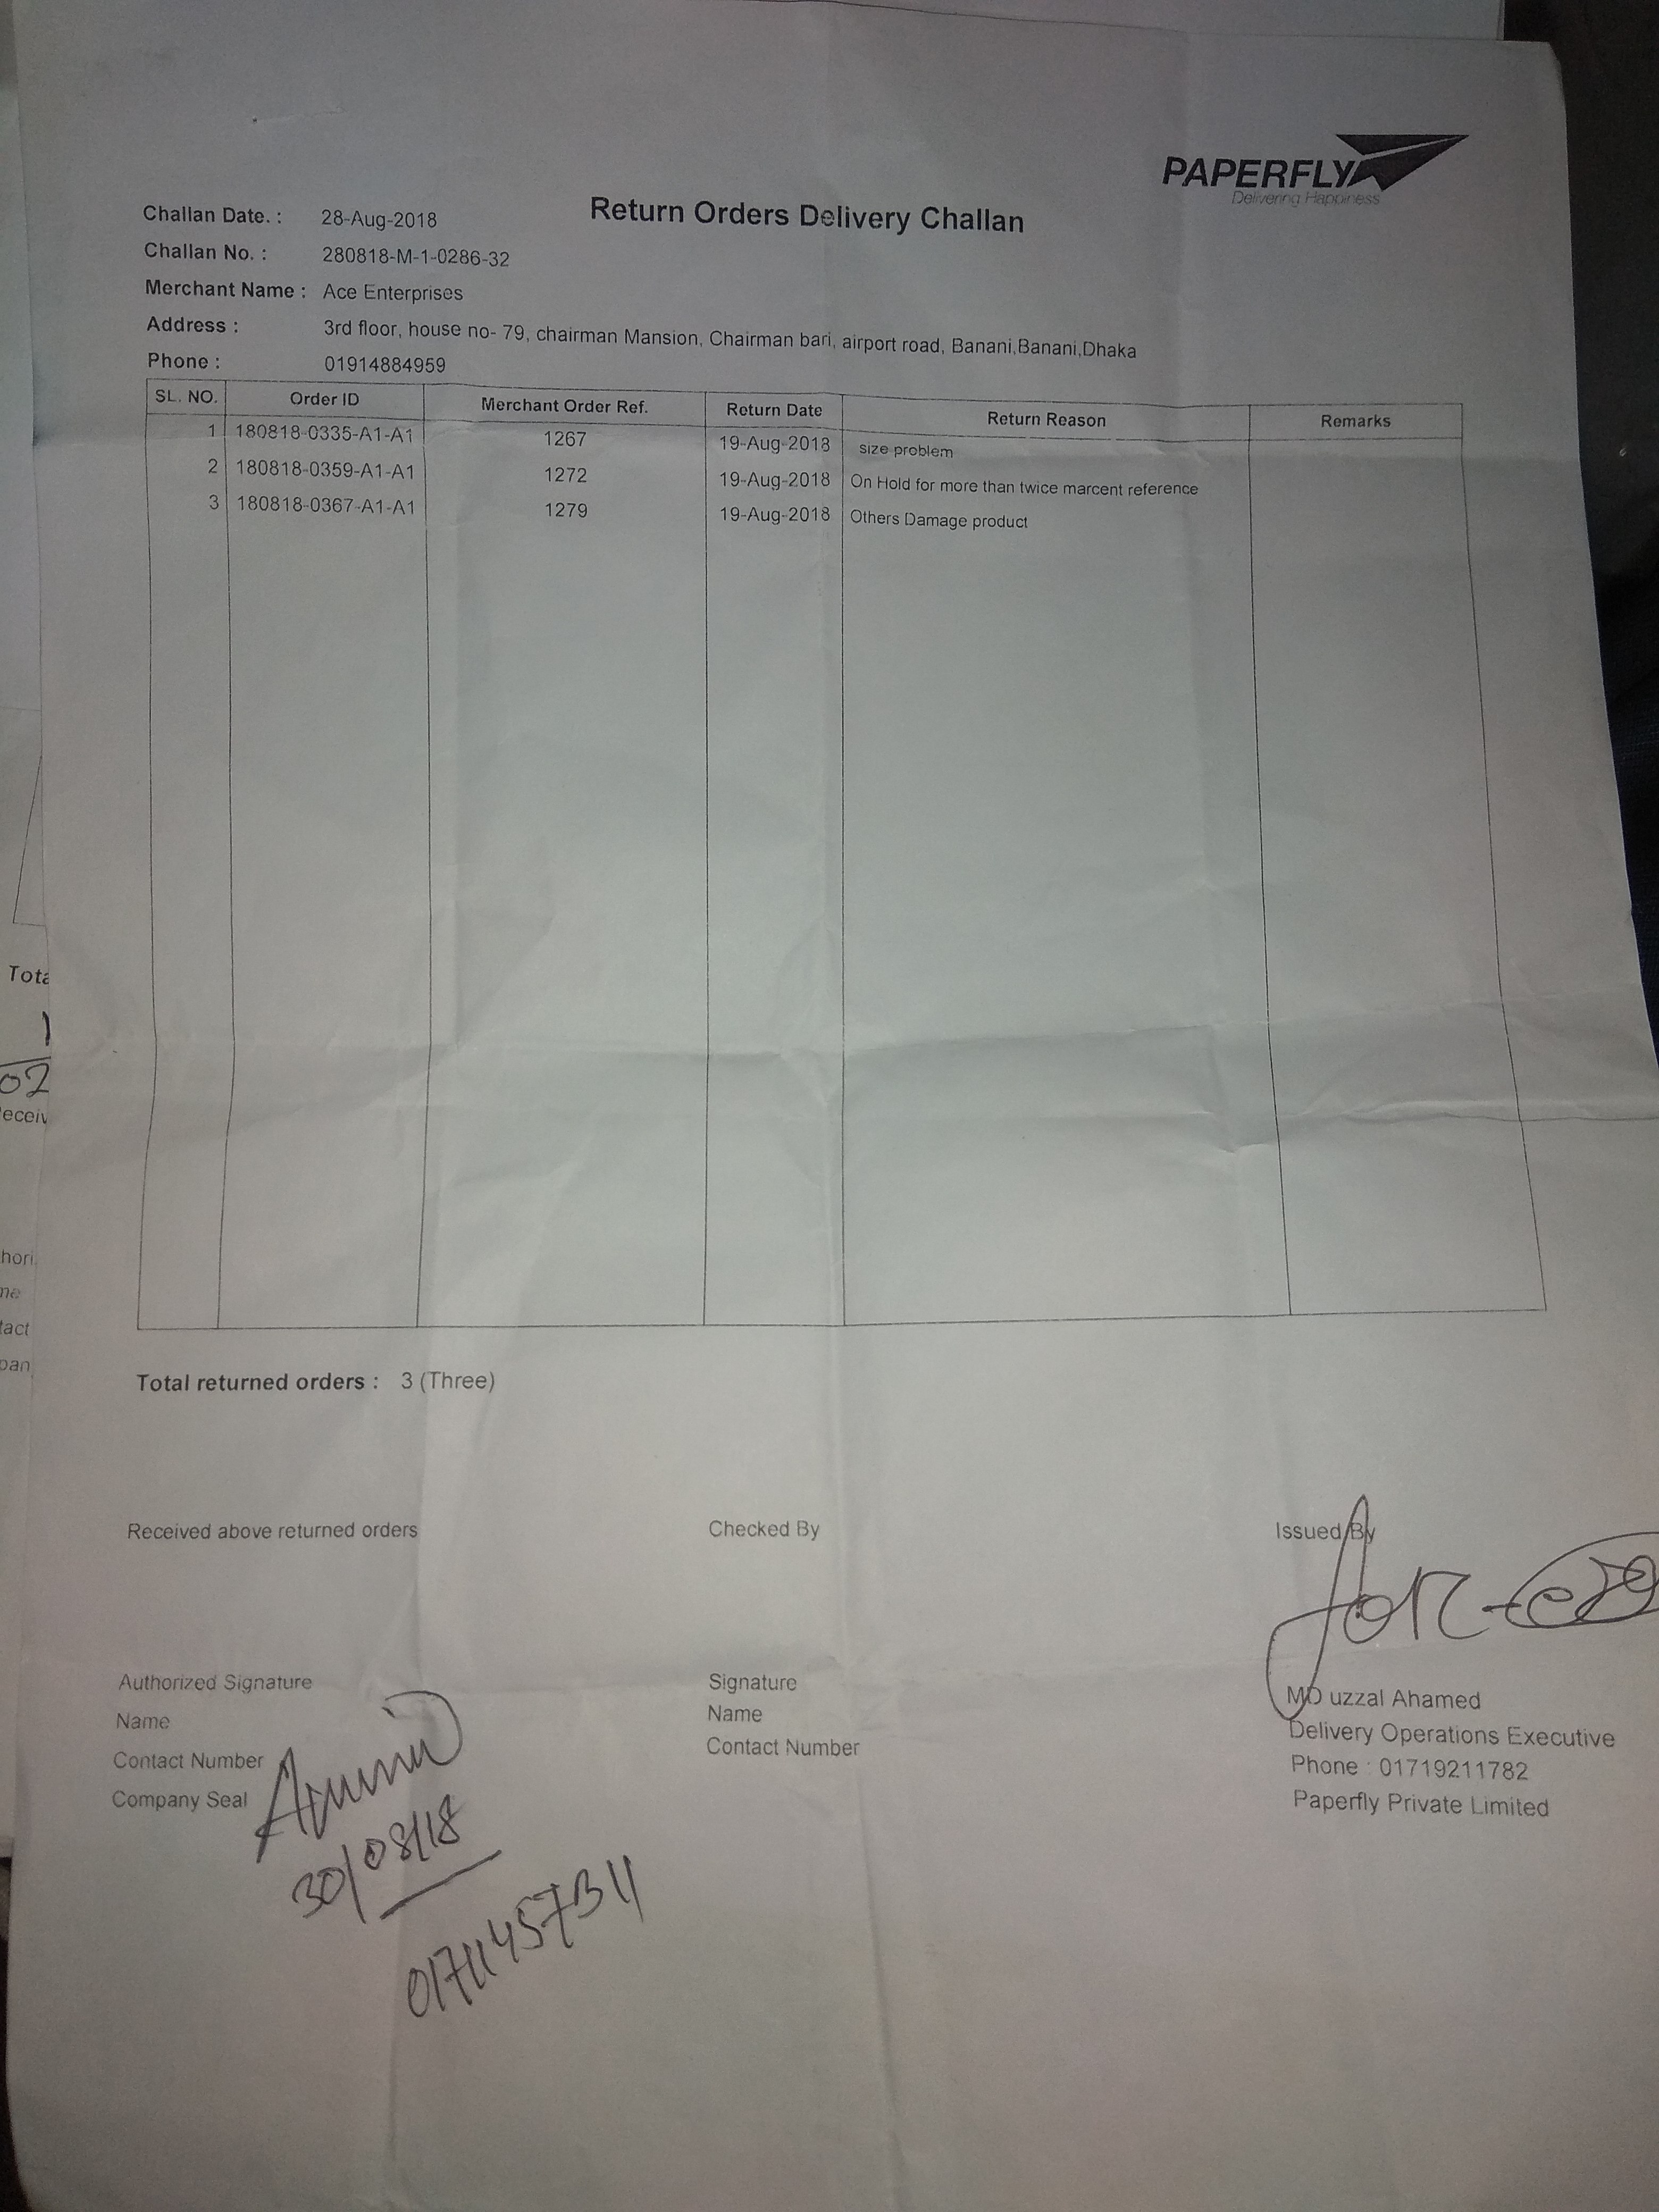 PAPERFLY
Delivering Happiness
Return Orders Delivery Challan
Challan Date. : 28-Aug-2018
Challan No. : 280818-M-1-0286-32
Merchant Name : Ace Enterprises
Address : 3rd floor, house no- 79, chairman Mansion, Chairman bari, airport road, Banani,Banani,Dhaka
Phone : 01914884959
SL. NO. Order ID Merchant Order Ref. Return Date Return Reason Remarks
1 180818-0335-A1-A1 1267 19-Aug-2018 size problem
2 180818-0359-A1-A1 1272 19-Aug-2018 On Hold for more than twice marcent reference
3 180818-0367-A1-A1 1279 19-Aug-2018 Others Damage product
Tota
02
eceiv
hori
me
tact
pan
Total returned orders : 3 (Three)
Received above returned orders Checked By Issued By
Authorized Signature Signature MD uzzal Ahamed
Name Name Delivery Operations Executive
Contact Number Contact Number Phone : 01719211782
Company Seal Paperfly Private Limited
30/08/18
01711457311